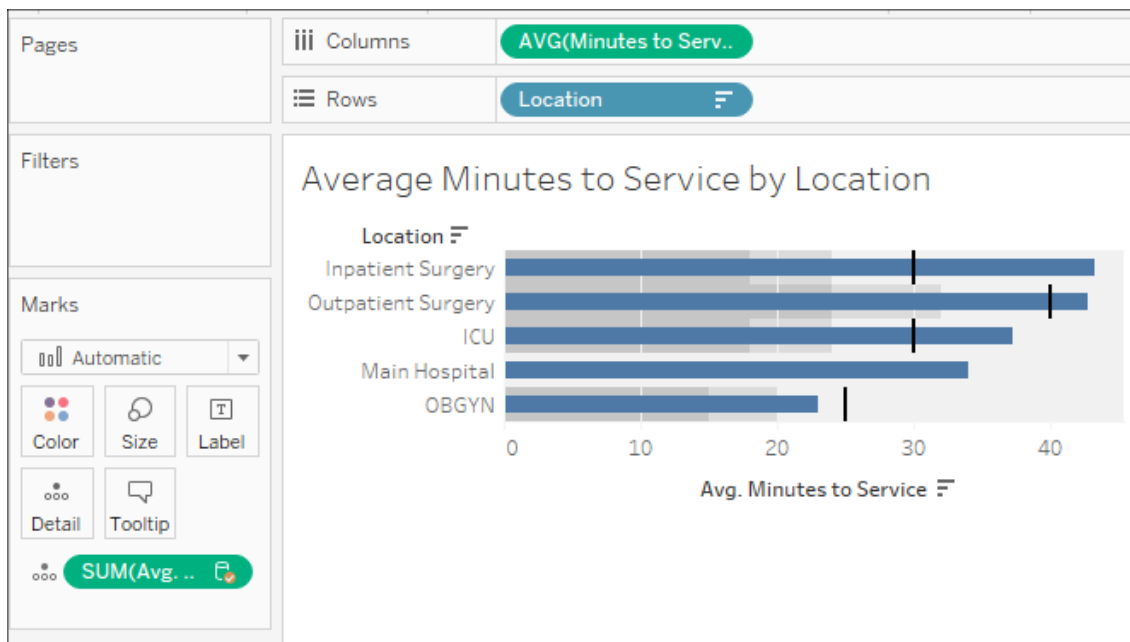 Pages
Columns
AVG(Minutes to Serv..
Rows
Location
Filters
Marks
Automatic
Color
Size
Label
Detail
Tooltip
SUM(Avg. ..
Average Minutes to Service by Location
Location
Inpatient Surgery
Outpatient Surgery
ICU
Main Hospital
OBGYN
0 10 20 30 40
Avg. Minutes to Service